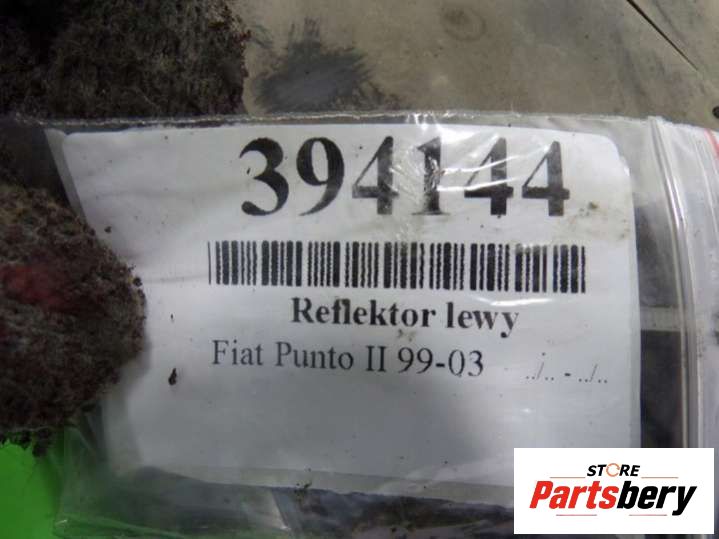 394144
Reflektor lewy
Fiat Punto II 99-03 ../.. - ../..
STORE
Partsbery